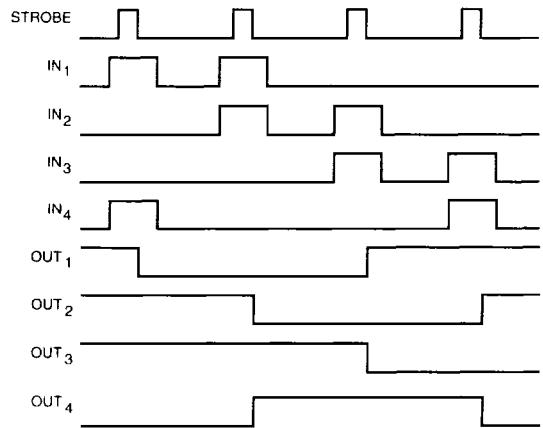 STROBE
IN1
IN2
IN3
IN4
OUT1
OUT2
OUT3
OUT4